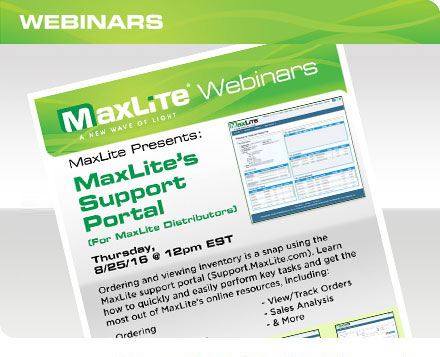 WEBINARS
MaxLite® Webinars
A NEW WAVE OF LIGHT
MaxLite Presents:
MaxLite's
Support
Portal
(For MaxLite Distributors)
Thursday,
8/25/16 @ 12pm EST
Ordering and viewing inventory is a snap using the
MaxLite support portal (Support.MaxLite.com). Learn
how to quickly and easily perform key tasks and get the
most out of MaxLite's online resources, including:
Ordering
- View/Track Orders
- Sales Analysis
- & More